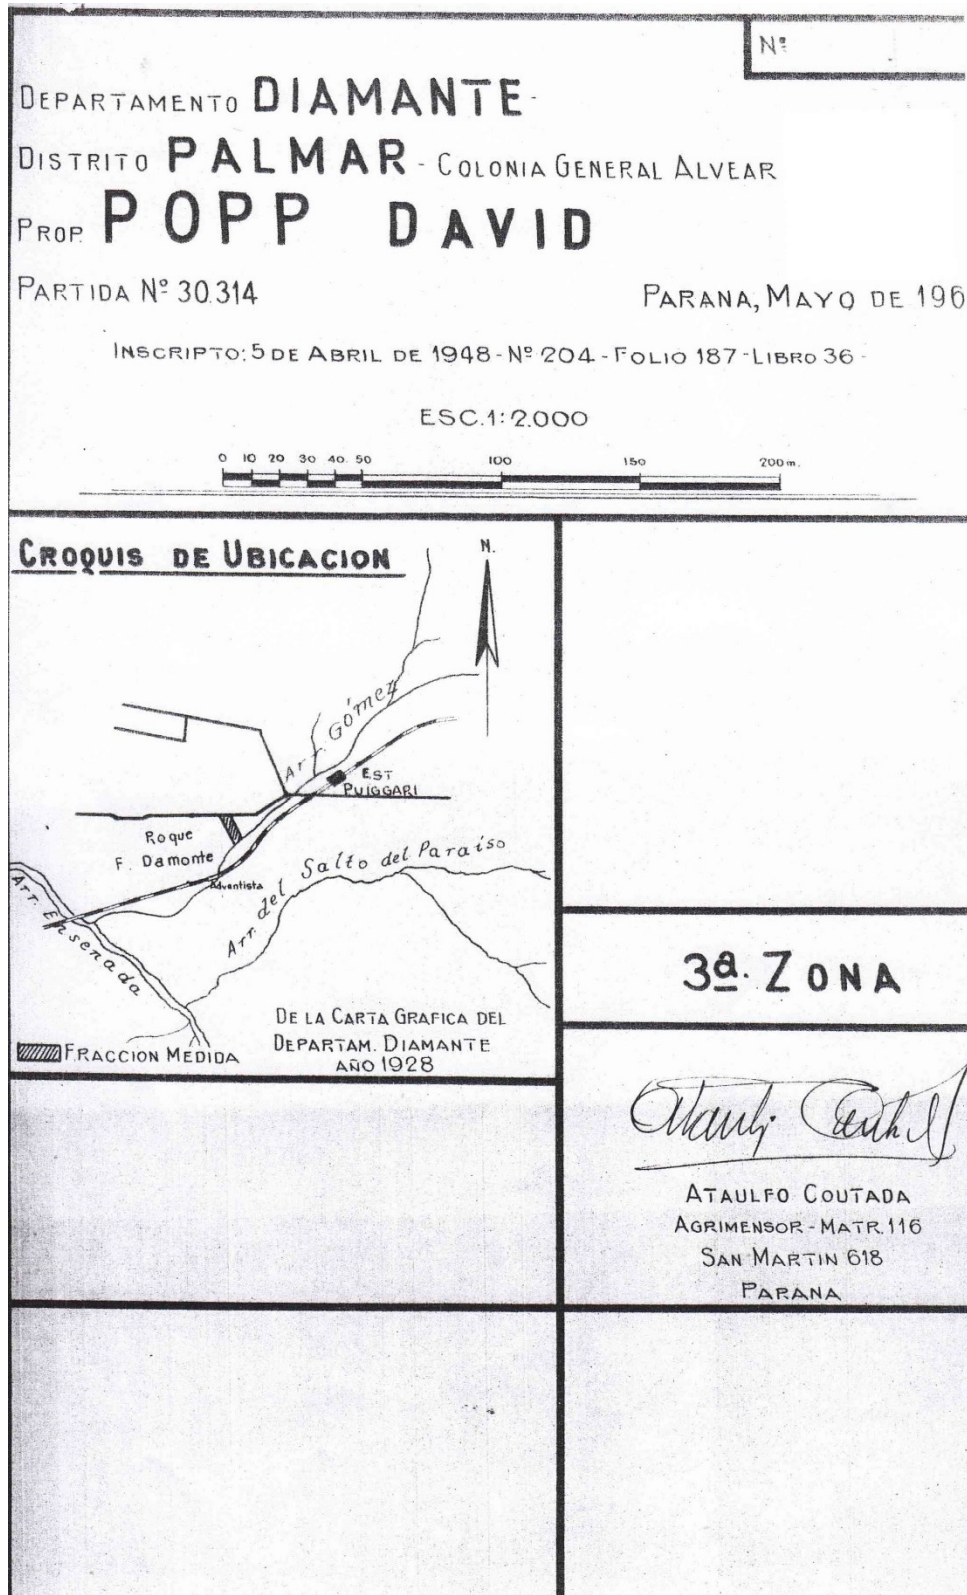 Nº
DEPARTAMENTO DIAMANTE-
DISTRITO PALMAR - COLONIA GENERAL ALVEAR
PROP. POPP DAVID
PARTIDA Nº 30.314
PARANA, MAYO DE 196
INSCRIPTO: 5 DE ABRIL DE 1948 - Nº 204 - FOLIO 187 - LIBRO 36 -
ESC. 1:2.000
0 10 20 30 40 50 100 150 200 m.
CROQUIS DE UBICACION
N.
Arr. Gómez
EST
PUIGGARI
Roque
F. Damonte
Adventista
Arr. del Salto del Paraíso
Arr. Ensenada
DE LA CARTA GRAFICA DEL
DEPARTAM. DIAMANTE
AÑO 1928
FRACCION MEDIDA
3ª. ZONA
ATAULFO COUTADA
AGRIMENSOR - MATR. 116
SAN MARTIN 618
PARANA